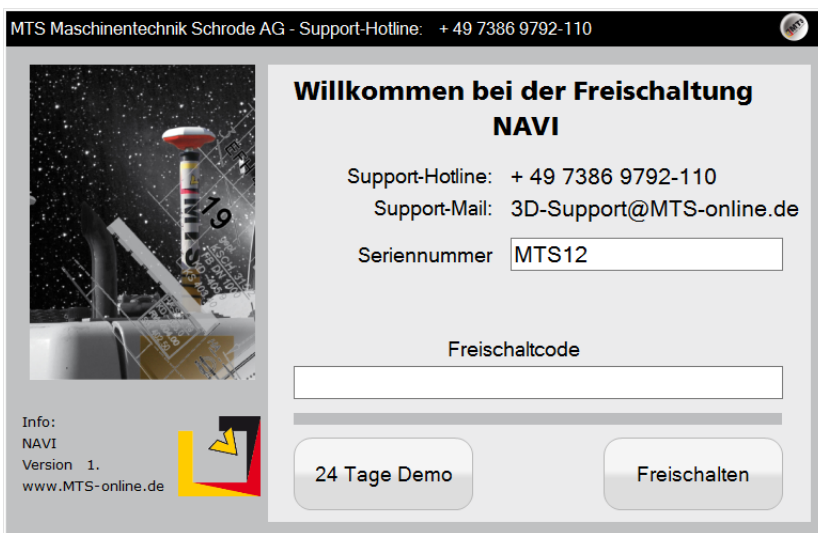 MTS Maschinentechnik Schrode AG - Support-Hotline: + 49 7386 9792-110
Willkommen bei der Freischaltung
NAVI
Support-Hotline: + 49 7386 9792-110
Support-Mail: 3D-Support@MTS-online.de
Seriennummer MTS12
Freischaltcode
Info:
NAVI
Version 1.
www.MTS-online.de
24 Tage Demo
Freischalten
MTS
19